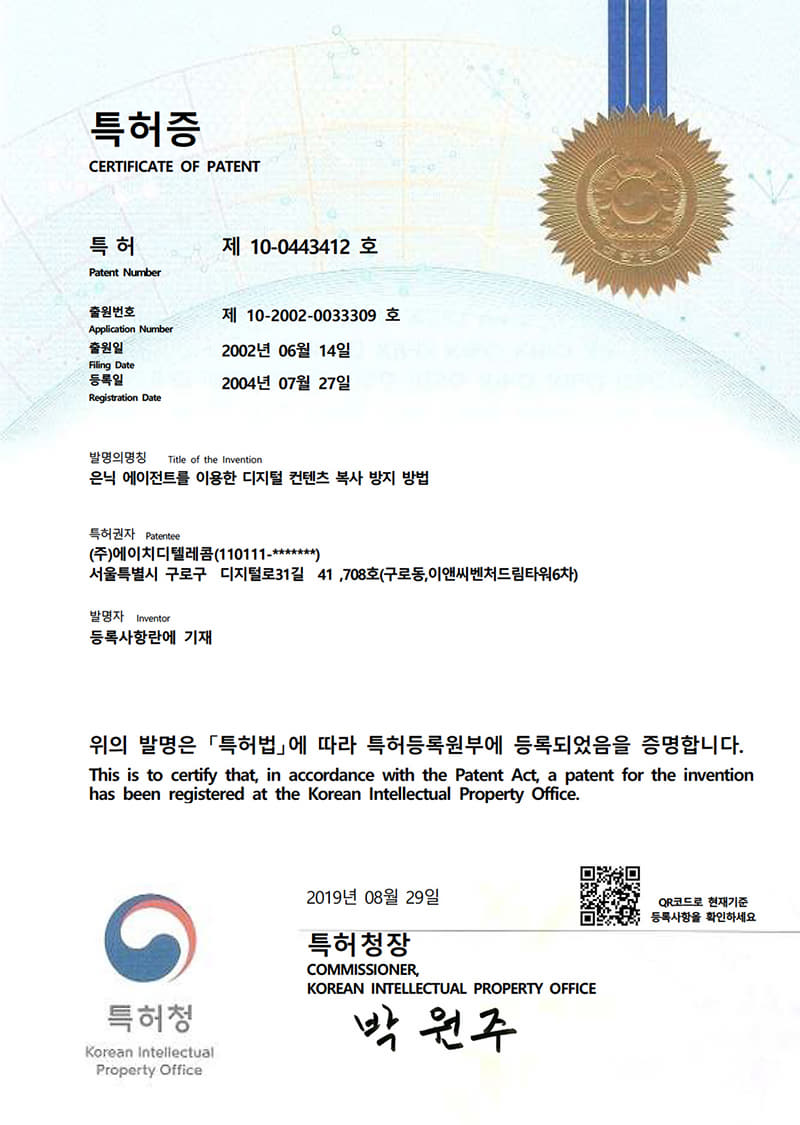 특허증
CERTIFICATE OF PATENT
특 허 제 10-0443412 호
Patent Number
출원번호 제 10-2002-0033309 호
Application Number
출원일 2002년 06월 14일
Filing Date
등록일 2004년 07월 27일
Registration Date
발명의명칭 Title of the Invention
은닉 에이전트를 이용한 디지털 컨텐츠 복사 방지 방법
특허권자 Patentee
(주)에이치디텔레콤(110111-*******)
서울특별시 구로구 디지털로31길 41 ,708호(구로동,이앤씨벤처드림타워6차)
발명자 Inventor
등록사항란에 기재
위의 발명은 「특허법」에 따라 특허등록원부에 등록되었음을 증명합니다.
This is to certify that, in accordance with the Patent Act, a patent for the invention
has been registered at the Korean Intellectual Property Office.
2019년 08월 29일
QR코드로 현재기준
등록사항을 확인하세요
특허청장
COMMISSIONER,
KOREAN INTELLECTUAL PROPERTY OFFICE
박 원 주
특허청
Korean Intellectual
Property Office